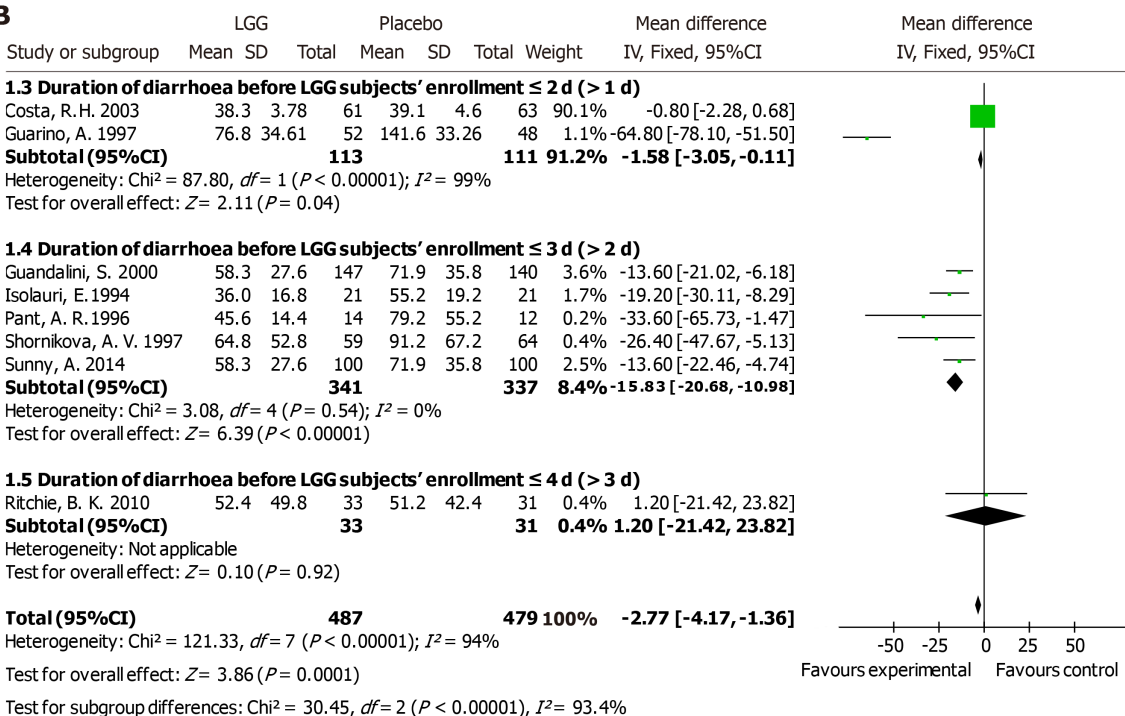 B
LGG Placebo Mean difference Mean difference
Study or subgroup Mean SD Total Mean SD Total Weight IV, Fixed, 95%CI IV, Fixed, 95%CI
1.3 Duration of diarrhoea before LGG subjects' enrollment ≤ 2 d (> 1 d)
Costa, R.H. 2003 38.3 3.78 61 39.1 4.6 63 90.1% -0.80 [-2.28, 0.68]
Guarino, A. 1997 76.8 34.61 52 141.6 33.26 48 1.1% -64.80 [-78.10, -51.50]
Subtotal (95%CI) 113 111 91.2% -1.58 [-3.05, -0.11]
Heterogeneity: Chi² = 87.80, df = 1 (P < 0.00001); I² = 99%
Test for overall effect: Z = 2.11 (P = 0.04)
1.4 Duration of diarrhoea before LGG subjects' enrollment ≤ 3 d (> 2 d)
Guandalini, S. 2000 58.3 27.6 147 71.9 35.8 140 3.6% -13.60 [-21.02, -6.18]
Isolauri, E.1994 36.0 16.8 21 55.2 19.2 21 1.7% -19.20 [-30.11, -8.29]
Pant, A. R.1996 45.6 14.4 14 79.2 55.2 12 0.2% -33.60 [-65.73, -1.47]
Shornikova, A. V. 1997 64.8 52.8 59 91.2 67.2 64 0.4% -26.40 [-47.67, -5.13]
Sunny, A. 2014 58.3 27.6 100 71.9 35.8 100 2.5% -13.60 [-22.46, -4.74]
Subtotal (95%CI) 341 337 8.4% -15.83 [-20.68, -10.98]
Heterogeneity: Chi² = 3.08, df = 4 (P = 0.54); I² = 0%
Test for overall effect: Z = 6.39 (P < 0.00001)
1.5 Duration of diarrhoea before LGG subjects' enrollment ≤ 4 d (> 3 d)
Ritchie, B. K. 2010 52.4 49.8 33 51.2 42.4 31 0.4% 1.20 [-21.42, 23.82]
Subtotal (95%CI) 33 31 0.4% 1.20 [-21.42, 23.82]
Heterogeneity: Not applicable
Test for overall effect: Z = 0.10 (P = 0.92)
Total (95%CI) 487 479 100% -2.77 [-4.17, -1.36]
Heterogeneity: Chi² = 121.33, df = 7 (P < 0.00001); I² = 94%
-50 -25 0 25 50
Test for overall effect: Z = 3.86 (P = 0.0001)
Favours experimental Favours control
Test for subgroup differences: Chi² = 30.45, df = 2 (P < 0.00001), I² = 93.4%